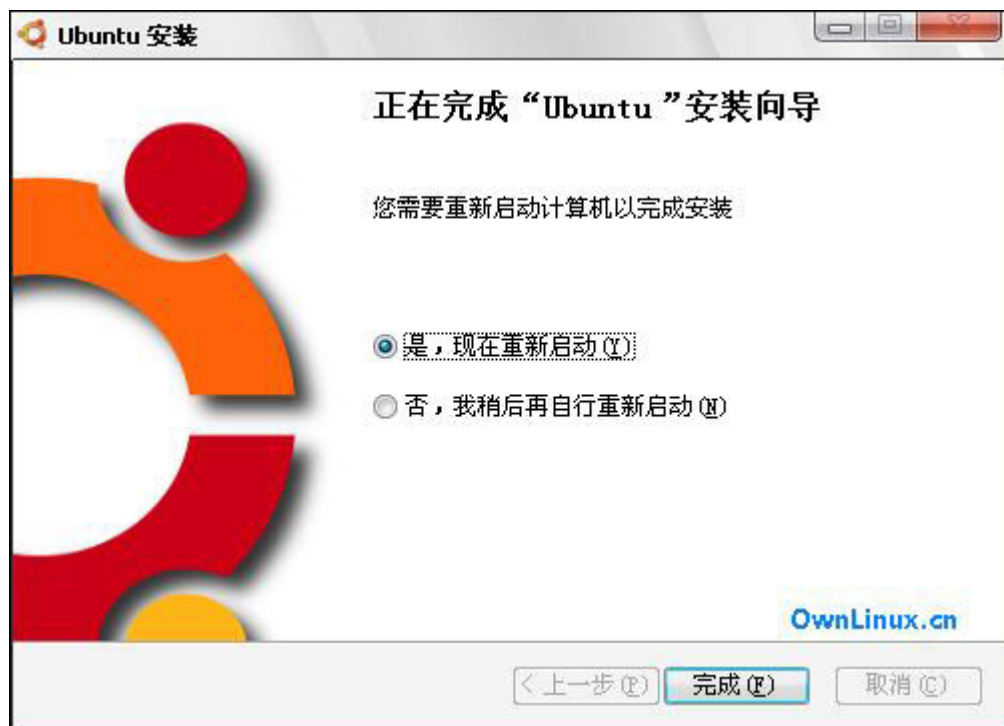 Ubuntu 安装
正在完成“Ubuntu”安装向导
您需要重新启动计算机以完成安装
是，现在重新启动(Y)
否，我稍后再自行重新启动(N)
OwnLinux.cn
< 上一步(P) 完成(F) 取消(C)